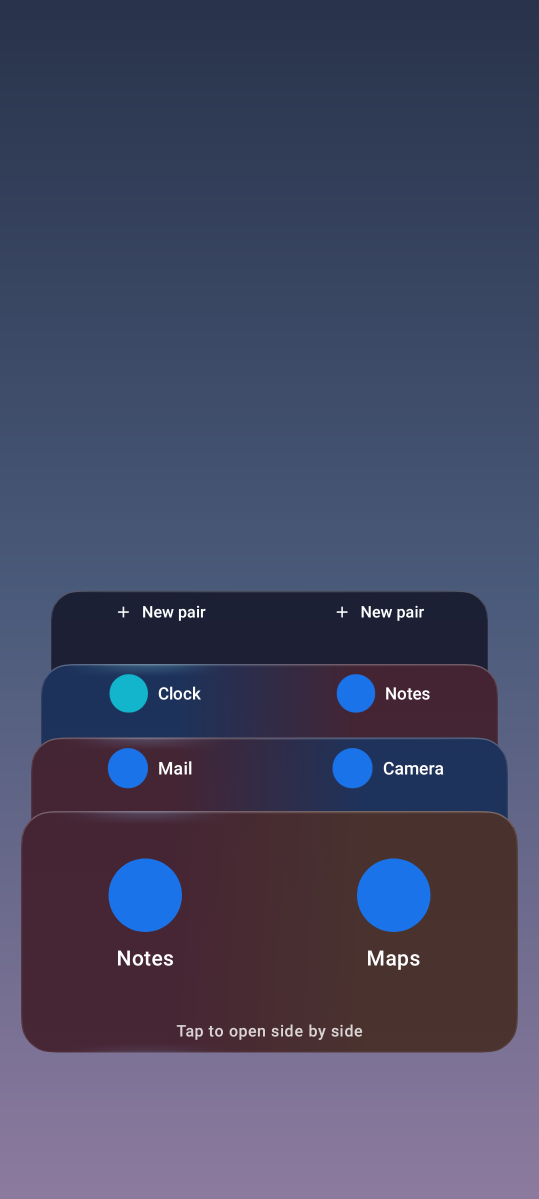 + New pair + New pair
Clock Notes
Mail Camera
Notes Maps
Tap to open side by side